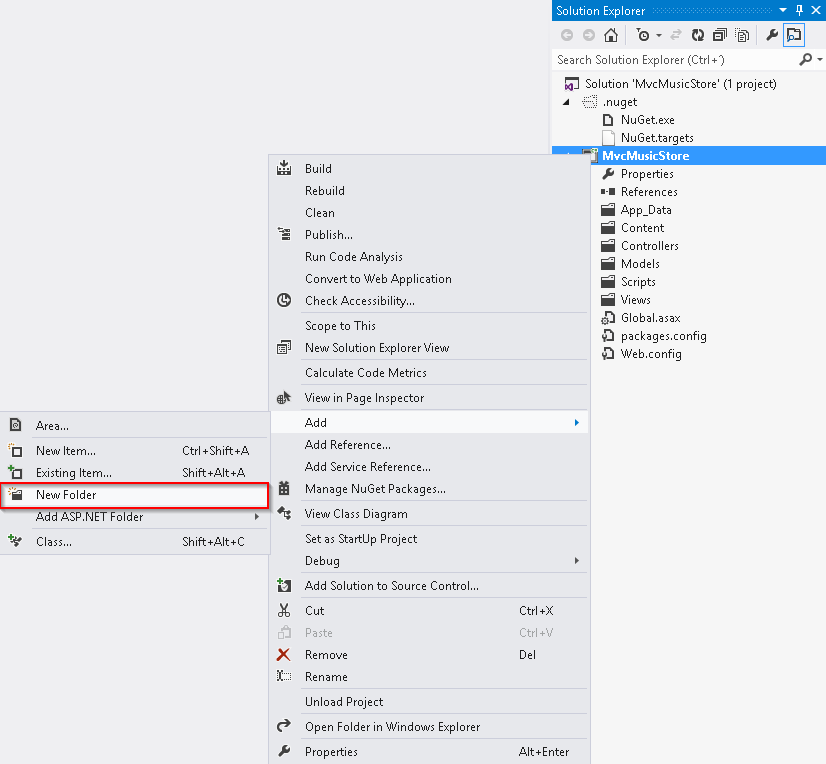 Solution Explorer
Search Solution Explorer (Ctrl+')
Solution 'MvcMusicStore' (1 project)
.nuget
NuGet.exe
NuGet.targets
MvcMusicStore
Properties
References
App_Data
Content
Controllers
Models
Scripts
Views
Global.asax
packages.config
Web.config
Build
Rebuild
Clean
Publish...
Run Code Analysis
Convert to Web Application
Check Accessibility...
Scope to This
New Solution Explorer View
Calculate Code Metrics
View in Page Inspector
Add
Add Reference...
Add Service Reference...
Manage NuGet Packages...
View Class Diagram
Set as StartUp Project
Debug
Add Solution to Source Control...
Cut Ctrl+X
Paste Ctrl+V
Remove Del
Rename
Unload Project
Open Folder in Windows Explorer
Properties Alt+Enter
Area...
New Item... Ctrl+Shift+A
Existing Item... Shift+Alt+A
New Folder
Add ASP.NET Folder
Class... Shift+Alt+C